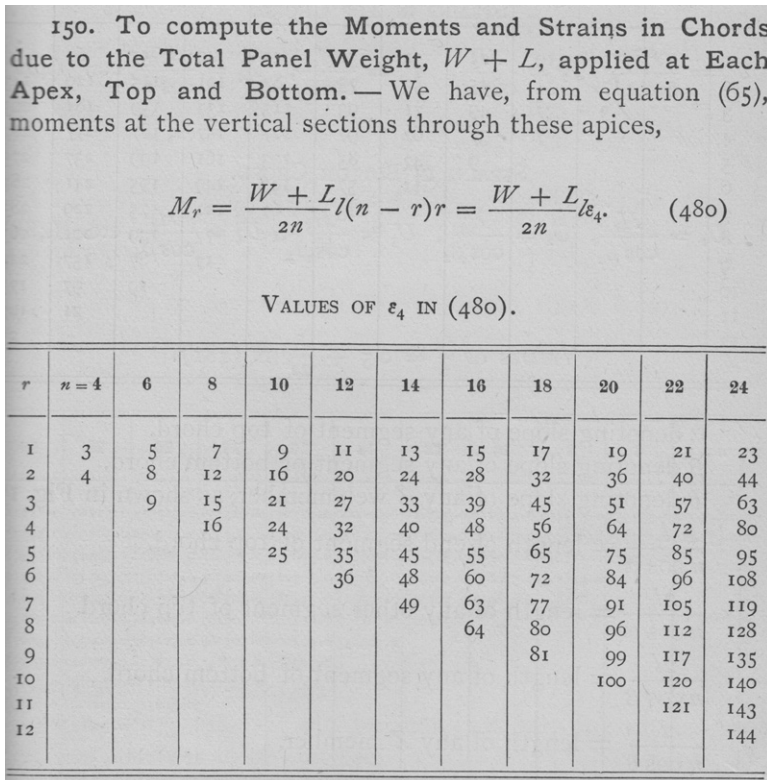 150. To compute the Moments and Strains in Chords
due to the Total Panel Weight, W + L, applied at Each
Apex, Top and Bottom. — We have, from equation (65),
moments at the vertical sections through these apices,
M_r = \frac{W + L}{2n} l(n − r)r = \frac{W + L}{2n} lε_4. (480)
VALUES OF ε_4 IN (480).
r n = 4 6 8 10 12 14 16 18 20 22 24
1 3 5 7 9 11 13 15 17 19 21 23
2 4 8 12 16 20 24 28 32 36 40 44
3 9 15 21 27 33 39 45 51 57 63
4 16 24 32 40 48 56 64 72 80
5 25 35 45 55 65 75 85 95
6 36 48 60 72 84 96 108
7 49 63 77 91 105 119
8 64 80 96 112 128
9 81 99 117 135
10 100 120 140
11 121 143
12 144